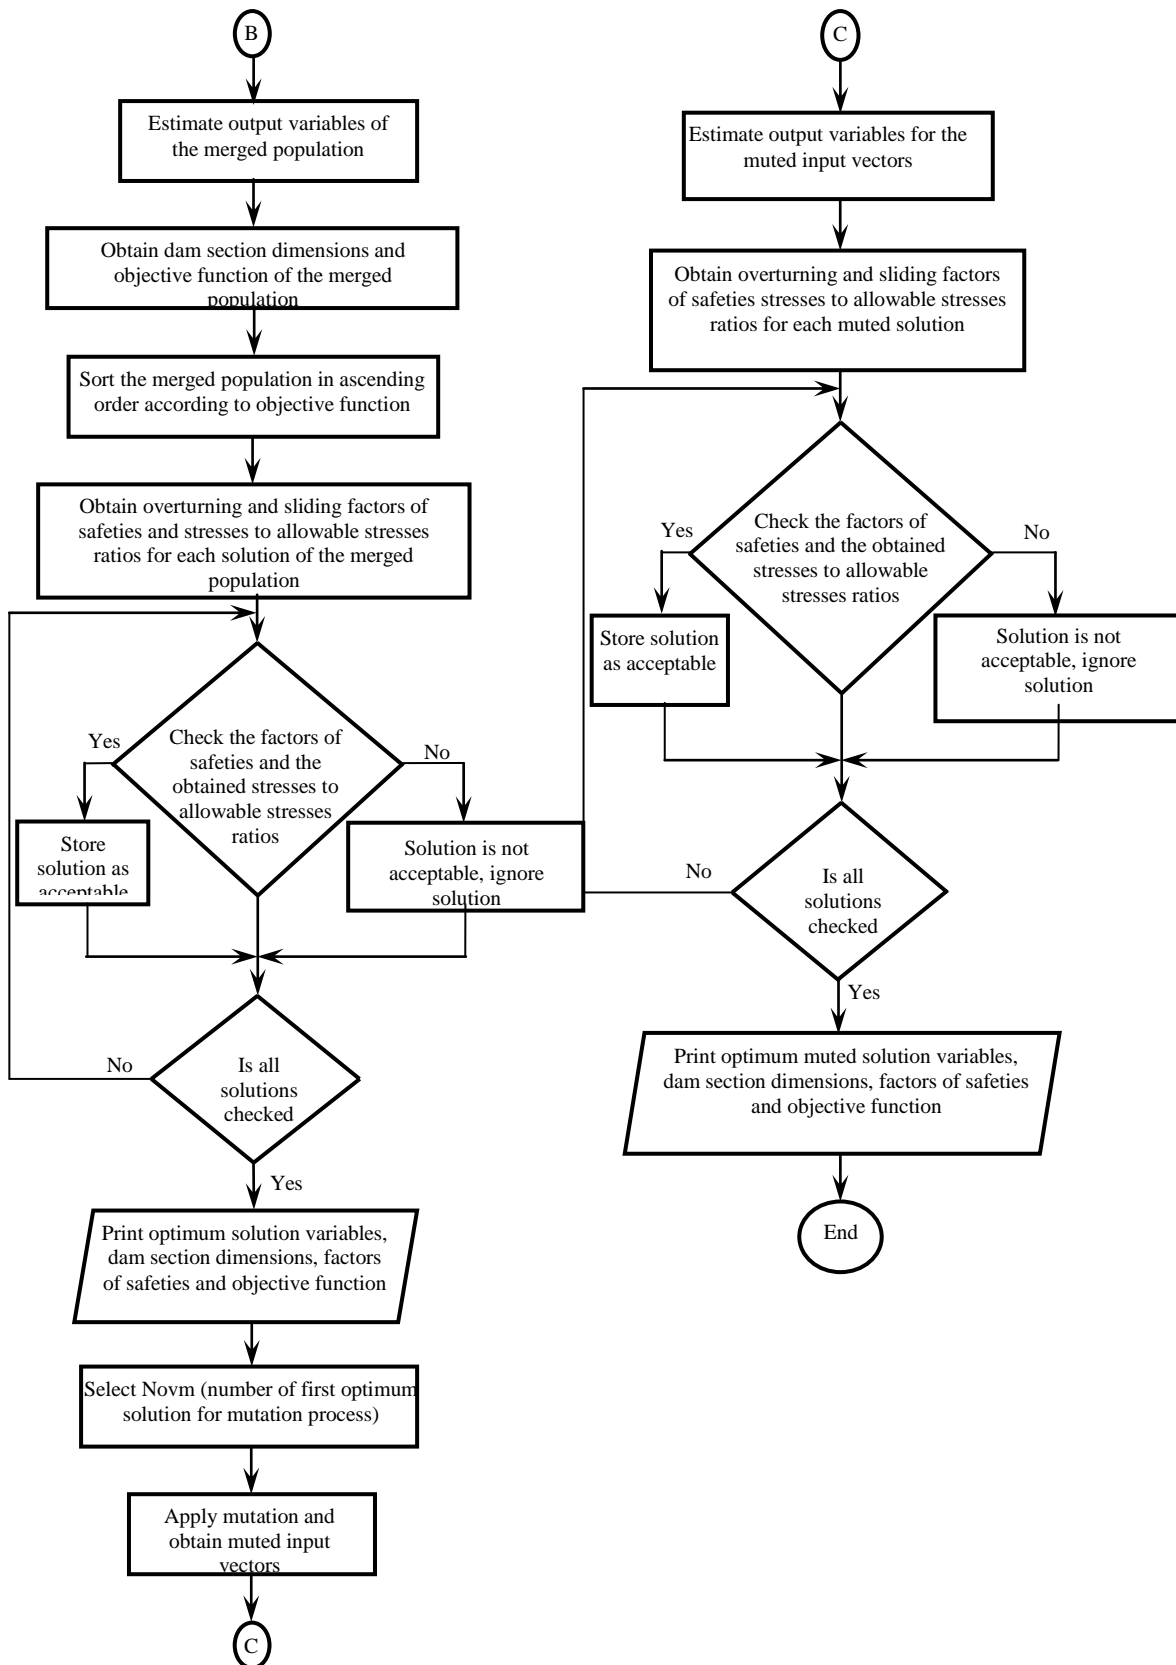 B
Estimate output variables of
the merged population
Obtain dam section dimensions and
objective function of the merged
population
Sort the merged population in ascending
order according to objective function
Obtain overturning and sliding factors of
safeties and stresses to allowable stresses
ratios for each solution of the merged
population
Yes
Check the factors of
safeties and the
obtained stresses to
allowable stresses
ratios
No
Store
solution as
acceptable
Solution is not
acceptable, ignore
solution
No
Is all
solutions
checked
Yes
Print optimum solution variables,
dam section dimensions, factors
of safeties and objective function
Select Novm (number of first optimum
solution for mutation process)
Apply mutation and
obtain muted input
vectors
C
C
Estimate output variables for the
muted input vectors
Obtain overturning and sliding factors
of safeties stresses to allowable stresses
ratios for each muted solution
Yes
Check the factors of
safeties and the obtained
stresses to allowable
stresses ratios
No
Store solution
as acceptable
Solution is not
acceptable, ignore
solution
No
Is all
solutions
checked
Yes
Print optimum muted solution variables,
dam section dimensions, factors of safeties
and objective function
End